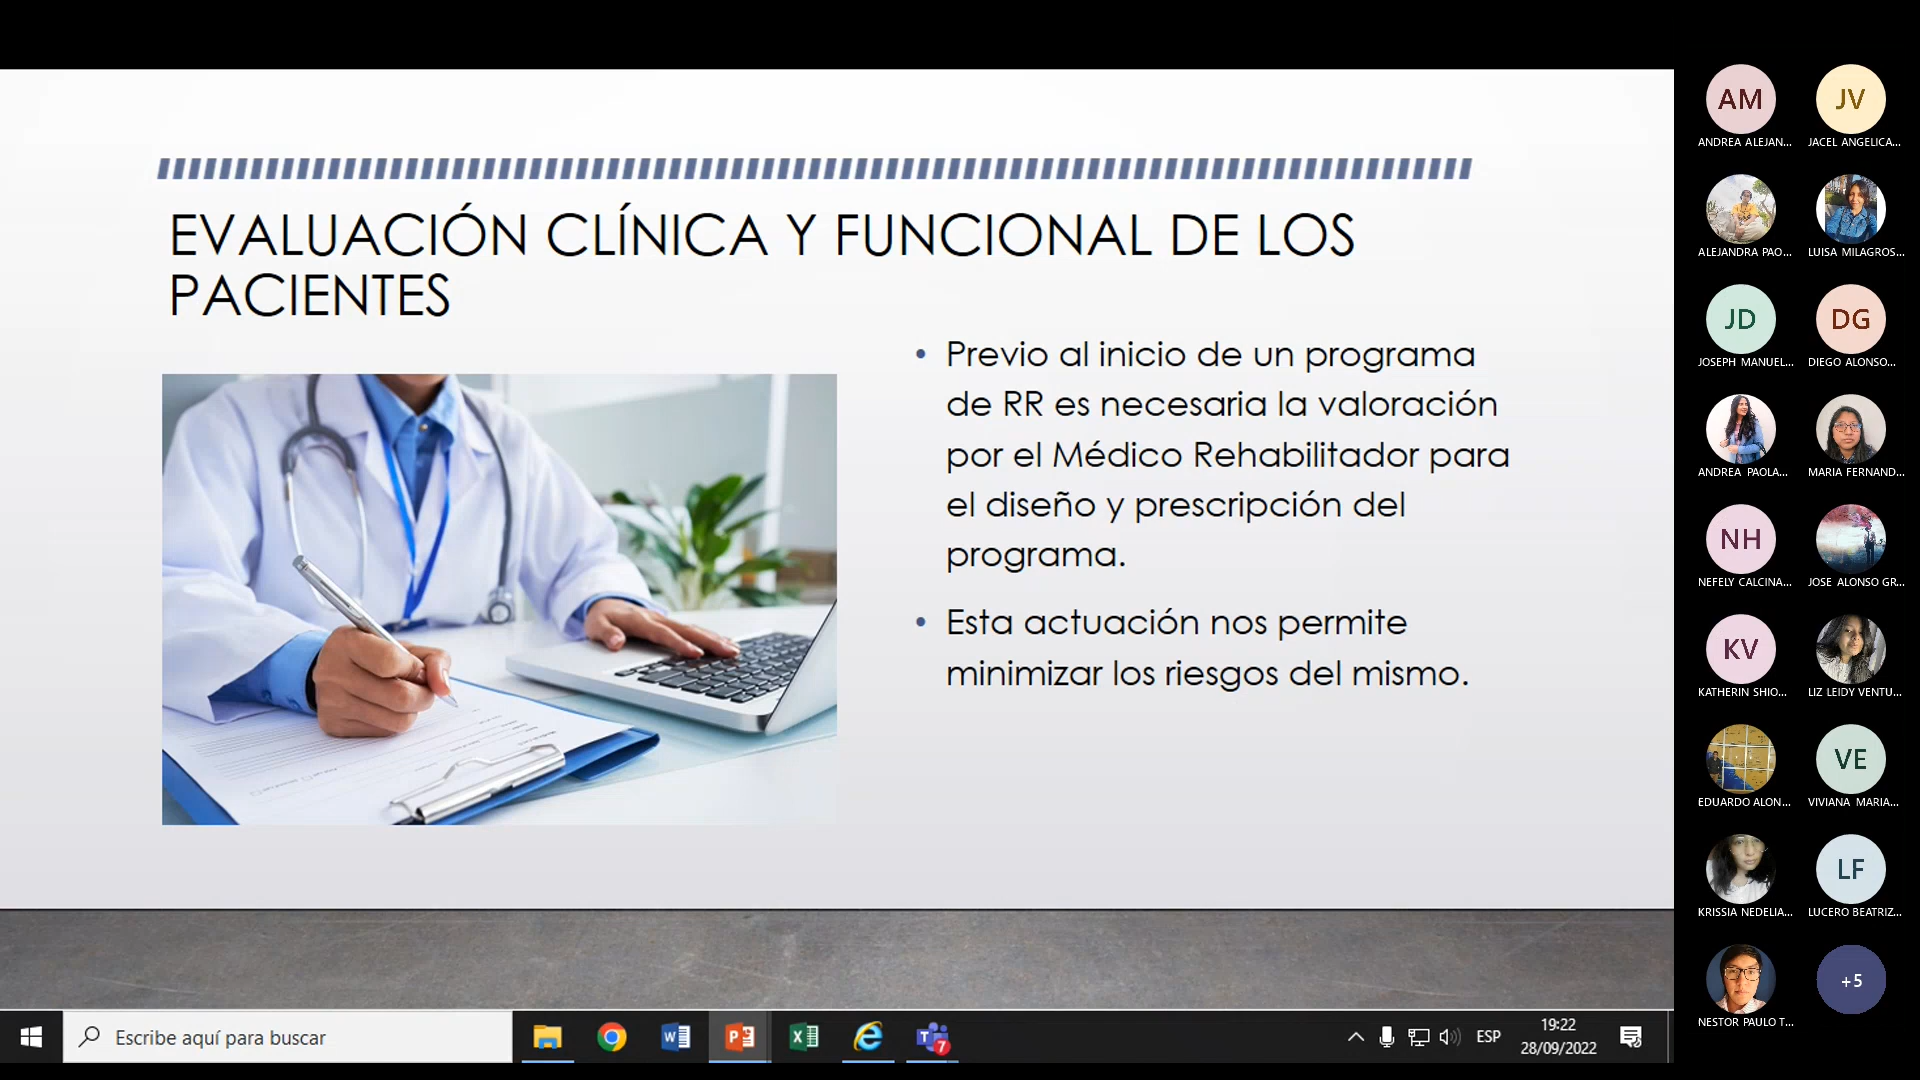 EVALUACIÓN CLÍNICA Y FUNCIONAL DE LOS
PACIENTES
• Previo al inicio de un programa
de RR es necesaria la valoración
por el Médico Rehabilitador para
el diseño y prescripción del
programa.
• Esta actuación nos permite
minimizar los riesgos del mismo.
AM
ANDREA ALEJAN...
JV
JACEL ANGELICA...
ALEJANDRA PAO...
LUISA MILAGROS...
JD
JOSEPH MANUEL...
DG
DIEGO ALONSO...
ANDREA PAOLA...
MARIA FERNAND...
NH
NEFELY CALCINA...
JOSE ALONSO GR...
KV
KATHERIN SHIO...
LIZ LEIDY VENTU...
EDUARDO ALON...
VE
VIVIANA MARIA...
KRISSIA NEDELIA...
LF
LUCERO BEATRIZ...
NESTOR PAULO T...
+5
Escribe aquí para buscar
7
ESP
19:22
28/09/2022